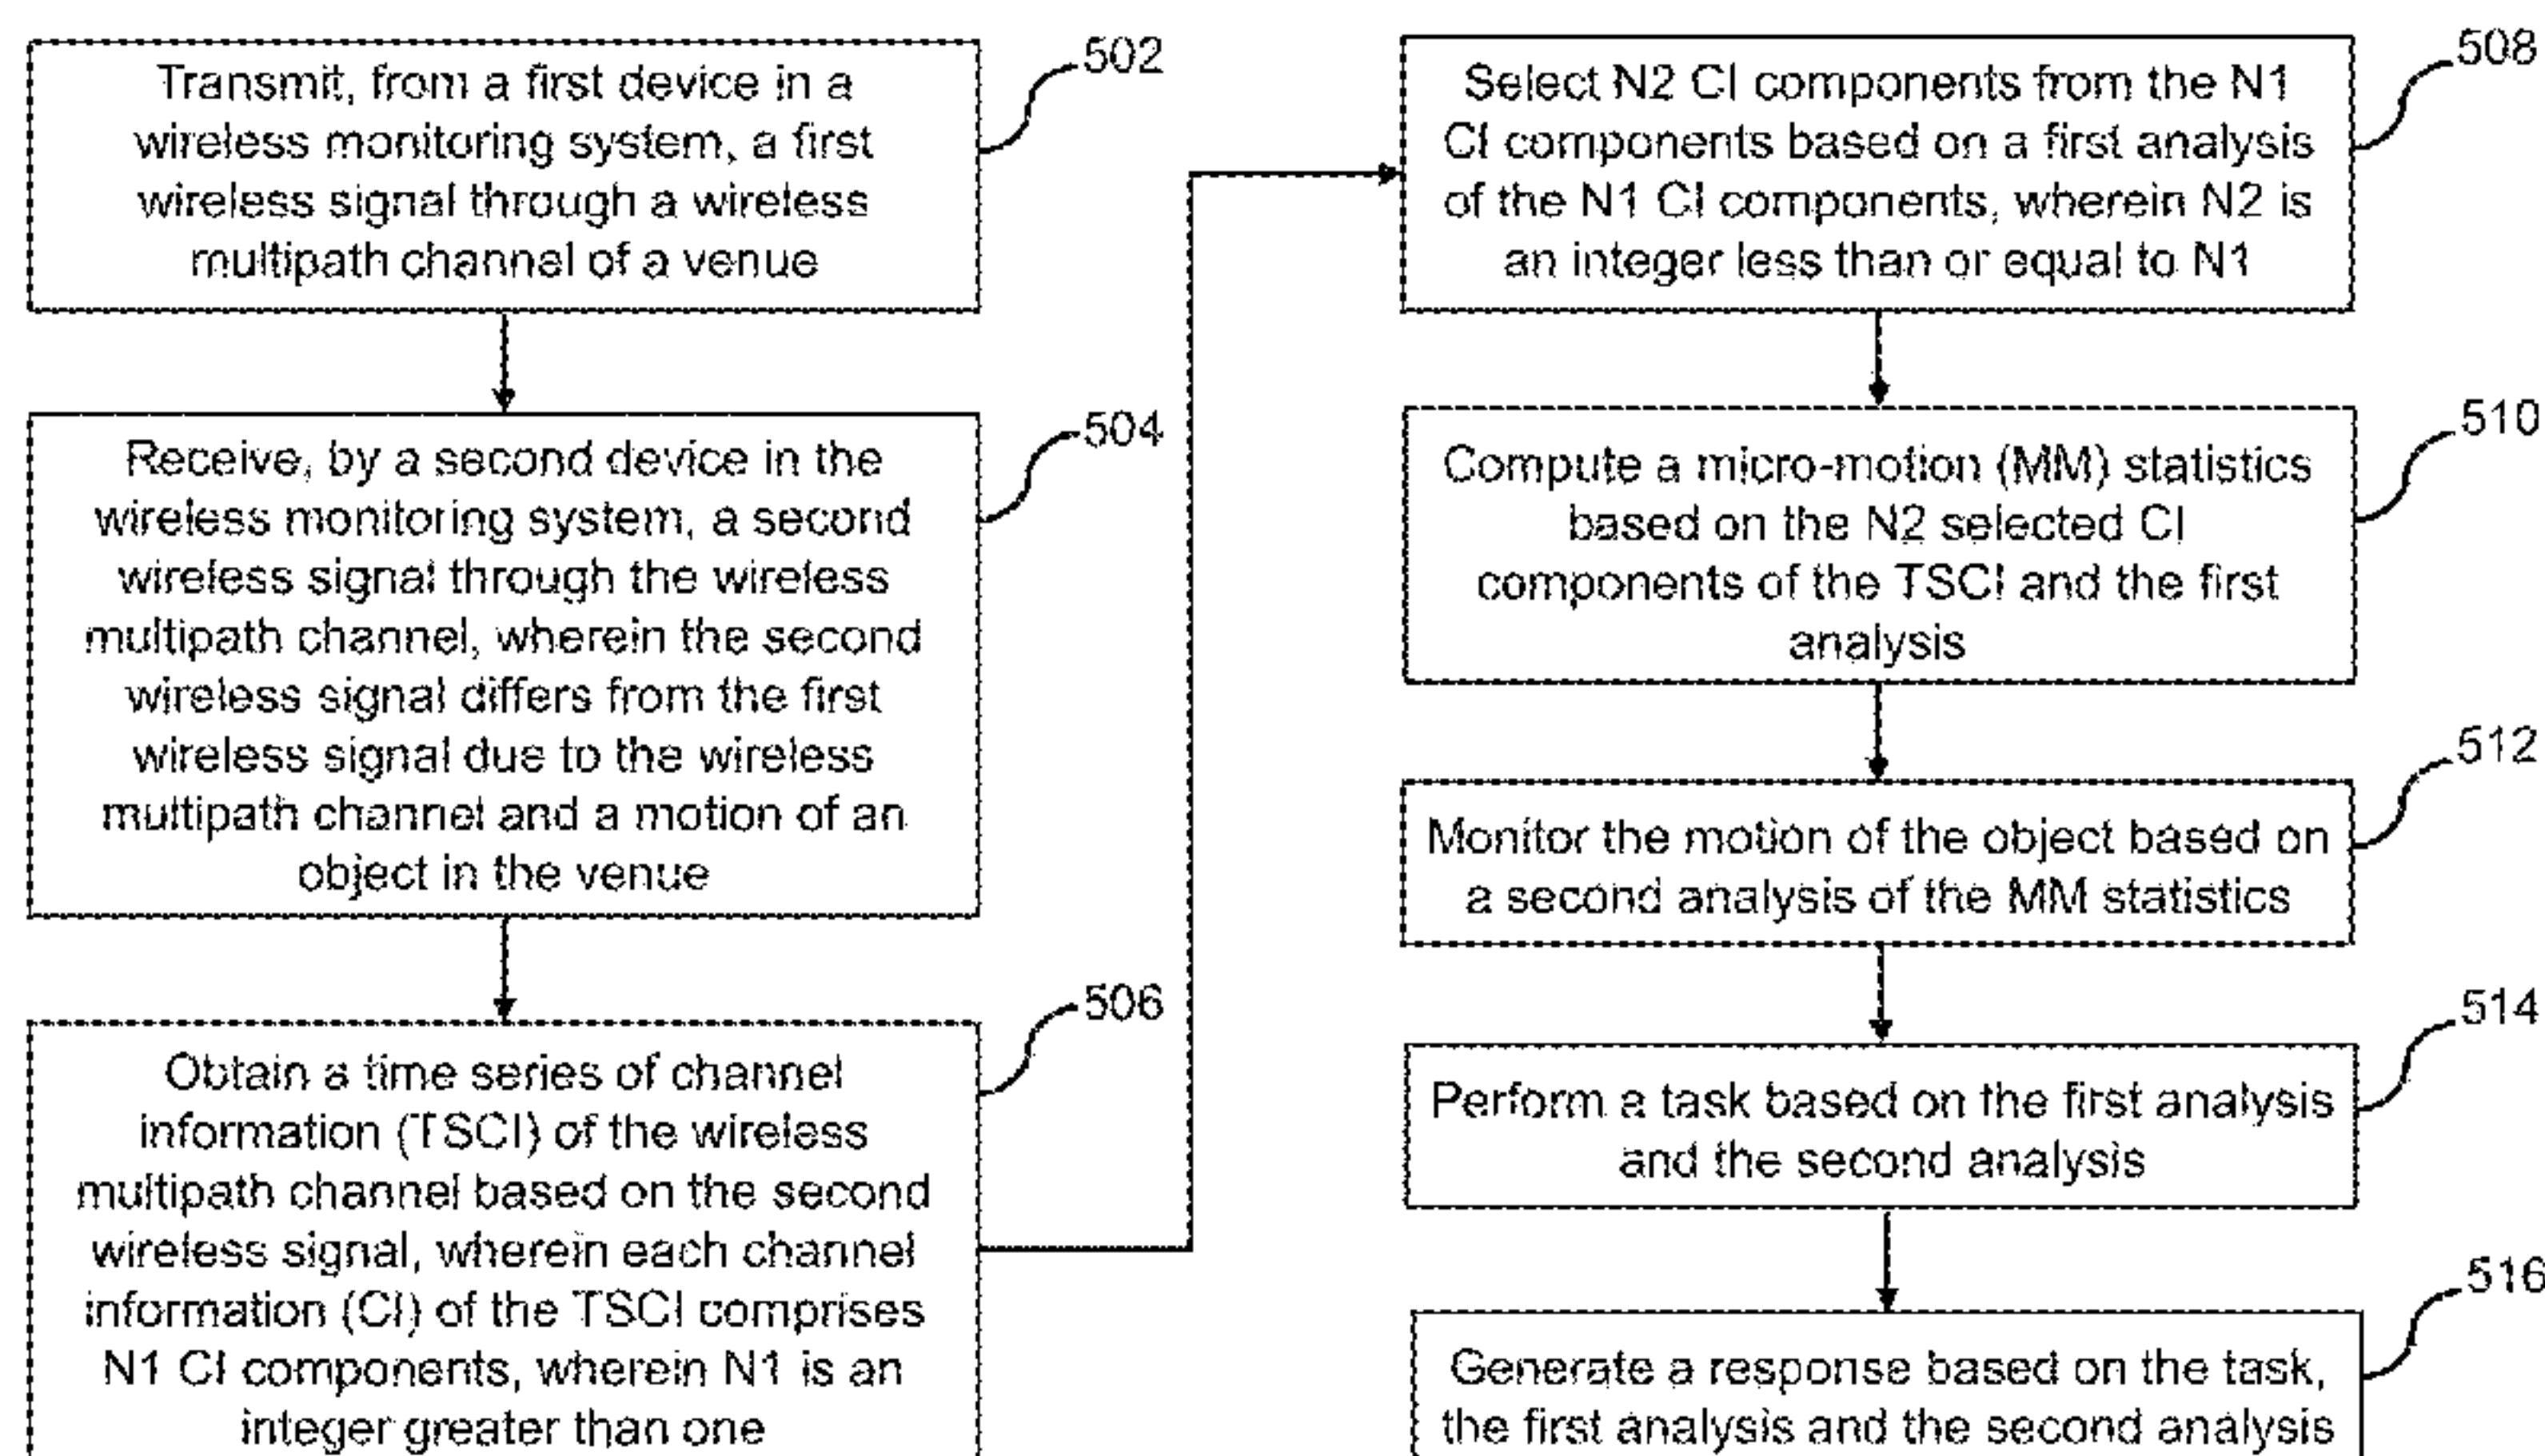 Transmit, from a first device in a
wireless monitoring system, a first
wireless signal through a wireless
multipath channel of a venue
502
Receive, by a second device in the
wireless monitoring system, a second
wireless signal through the wireless
multipath channel, wherein the second
wireless signal differs from the first
wireless signal due to the wireless
multipath channel and a motion of an
object in the venue
504
Obtain a time series of channel
information (TSCI) of the wireless
multipath channel based on the second
wireless signal, wherein each channel
information (CI) of the TSCI comprises
N1 CI components, wherein N1 is an
integer greater than one
506
Select N2 CI components from the N1
CI components based on a first analysis
of the N1 CI components, wherein N2 is
an integer less than or equal to N1
508
Compute a micro-motion (MM) statistics
based on the N2 selected CI
components of the TSCI and the first
analysis
510
Monitor the motion of the object based on
a second analysis of the MM statistics
512
Perform a task based on the first analysis
and the second analysis
514
Generate a response based on the task,
the first analysis and the second analysis
516